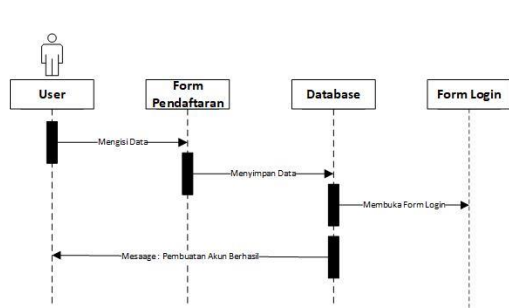 User
Form
Pendaftaran
Database
Form Login
Mengisi Data
Menyimpan Data
Membuka Form Login
Mesaage : Pembuatan Akun Berhasil